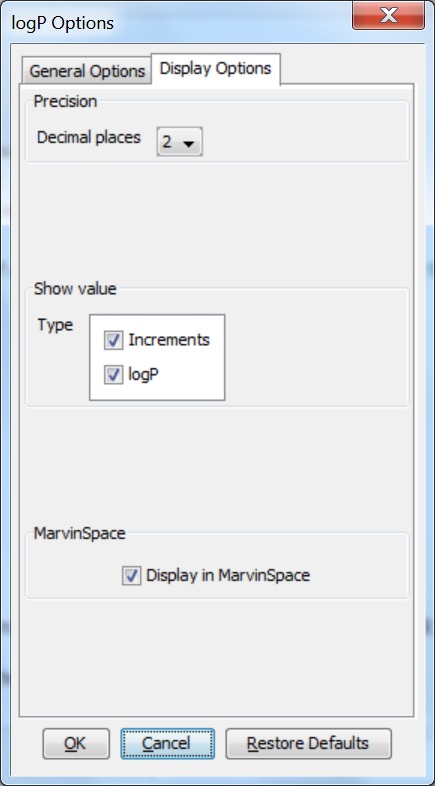 logP Options
General Options Display Options
Precision
Decimal places 2
Show value
Type
Increments
logP
MarvinSpace
Display in MarvinSpace
OK Cancel Restore Defaults